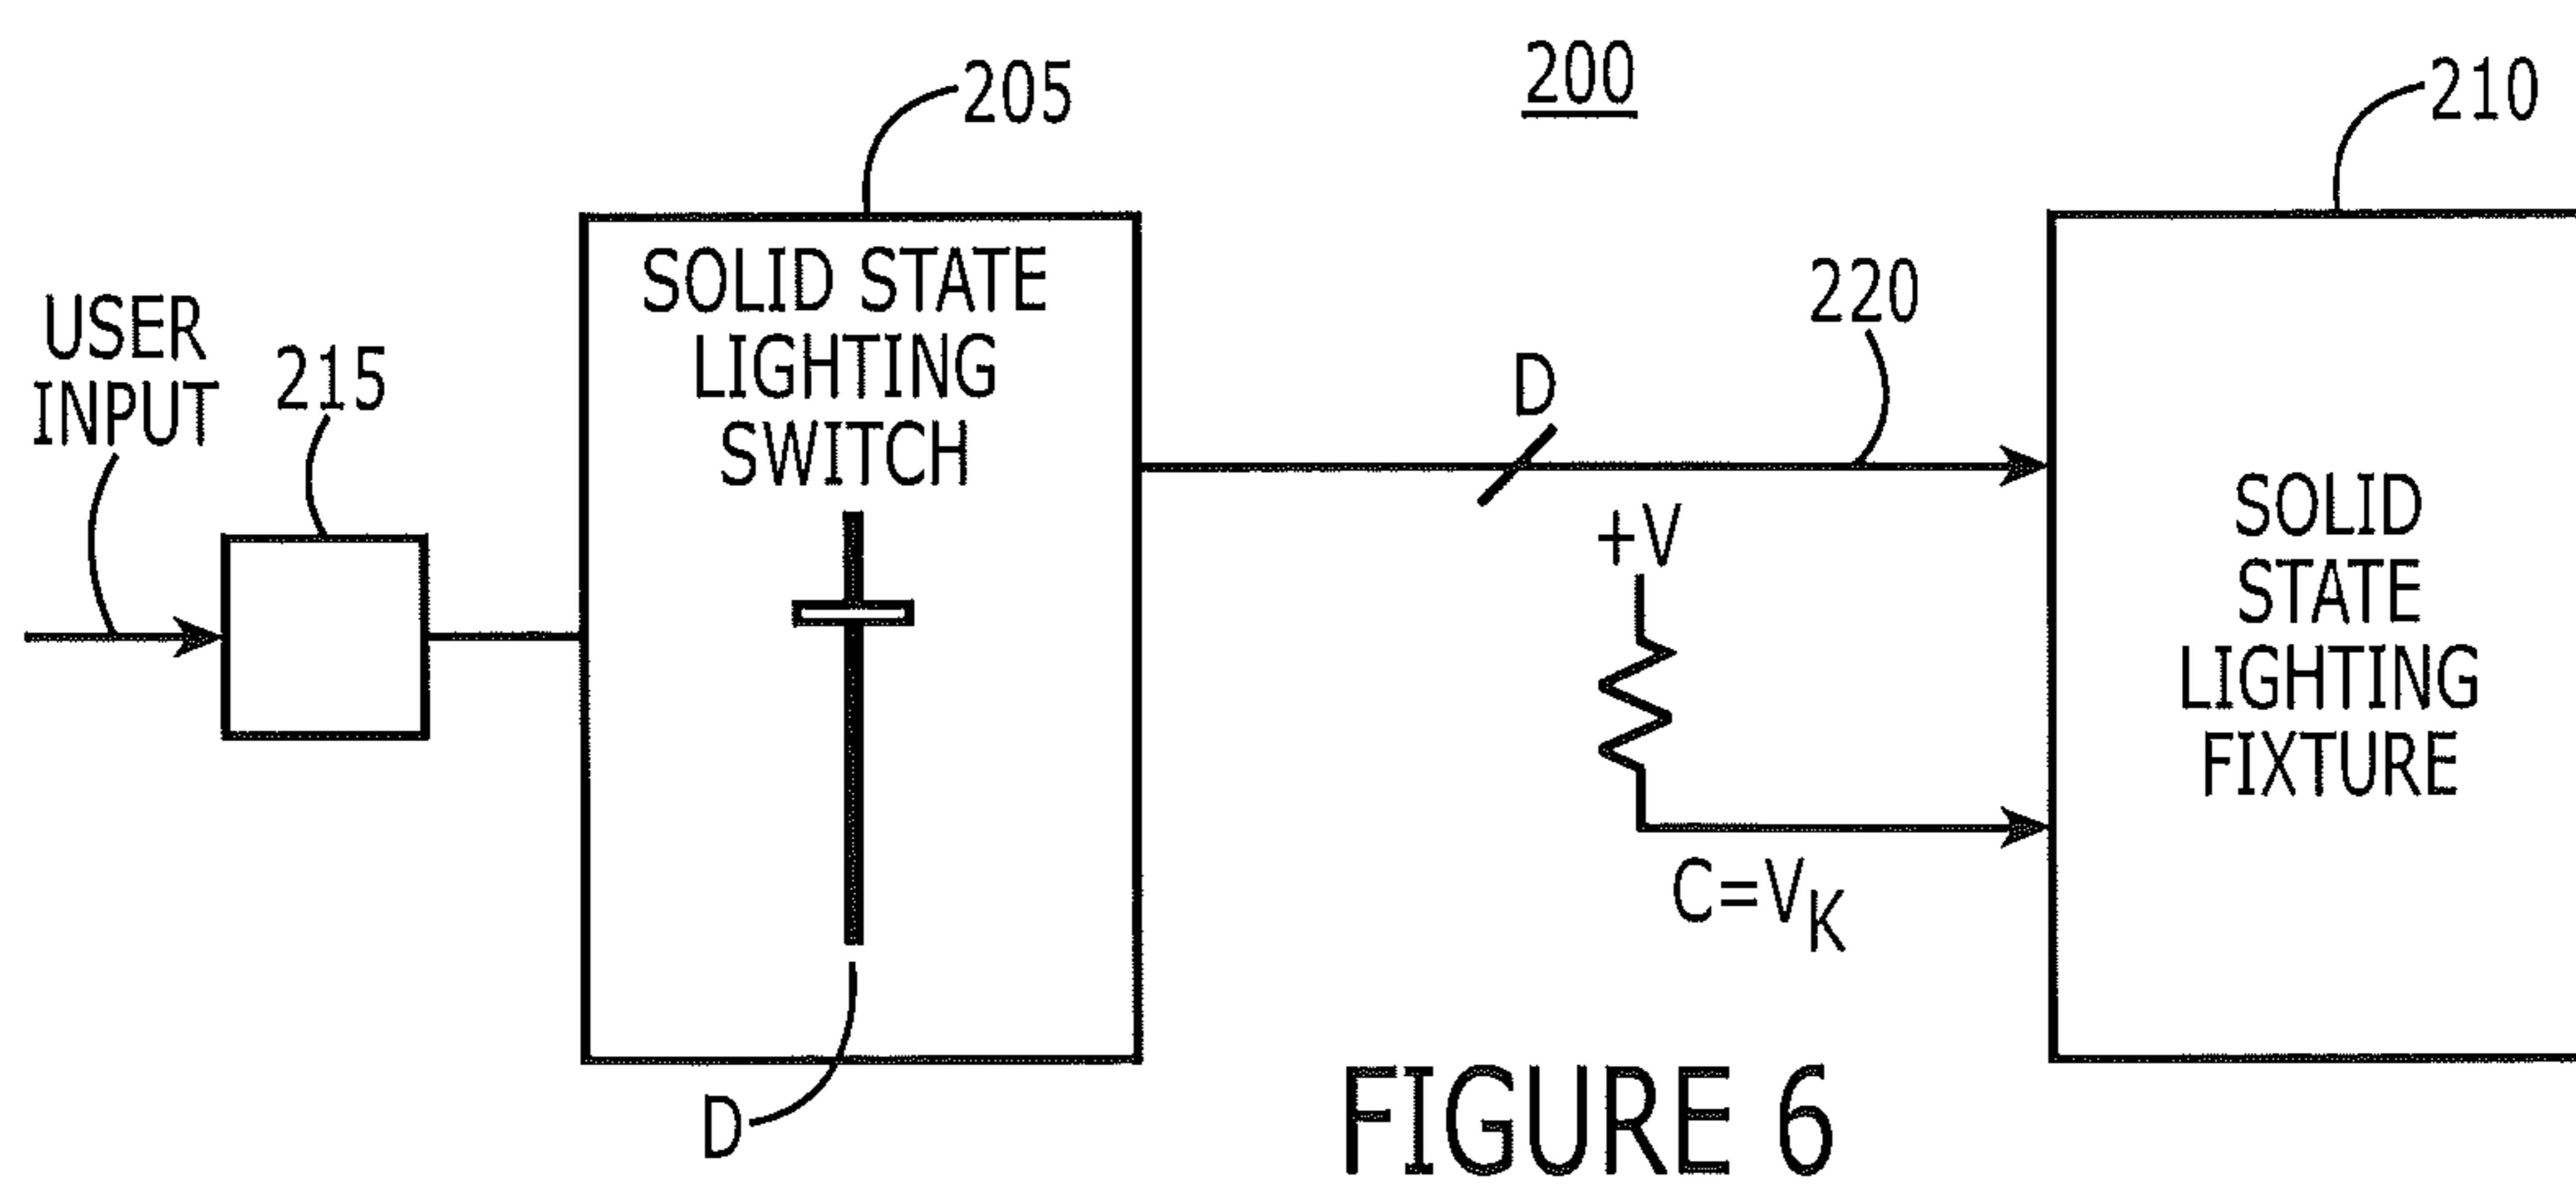 200
205
210
USER
INPUT
215
SOLID STATE
LIGHTING
SWITCH
D
220
+V
C=VK
D
SOLID
STATE
LIGHTING
FIXTURE
FIGURE 6